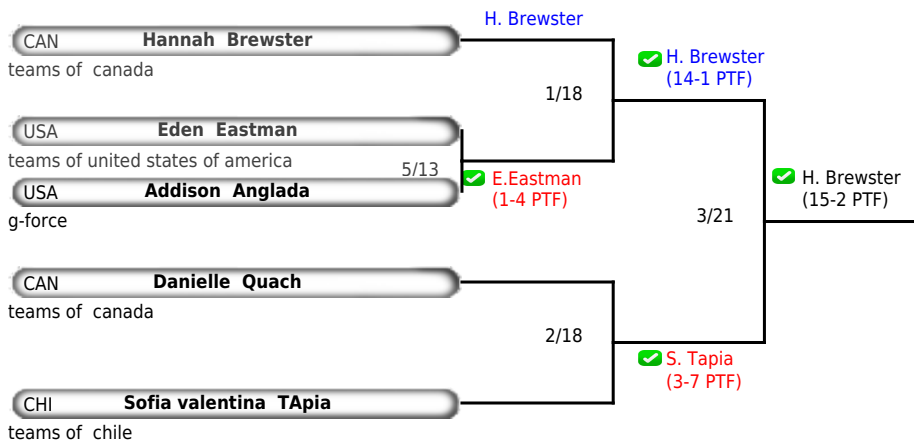 H. Brewster
CAN Hannah Brewster
teams of canada
H. Brewster
(14-1 PTF)
1/18
USA Eden Eastman
teams of united states of america
5/13
E.Eastman
(1-4 PTF)
USA Addison Anglada
g-force
H. Brewster
(15-2 PTF)
3/21
CAN Danielle Quach
teams of canada
2/18
S. Tapia
(3-7 PTF)
CHI Sofia valentina TApia
teams of chile